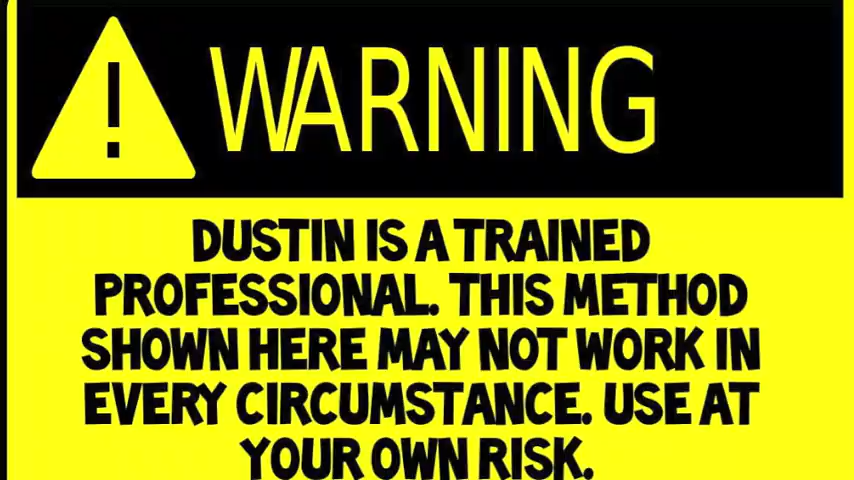 WARNING
DUSTIN IS A TRAINED
PROFESSIONAL. THIS METHOD
SHOWN HERE MAY NOT WORK IN
EVERY CIRCUMSTANCE. USE AT
YOUR OWN RISK.